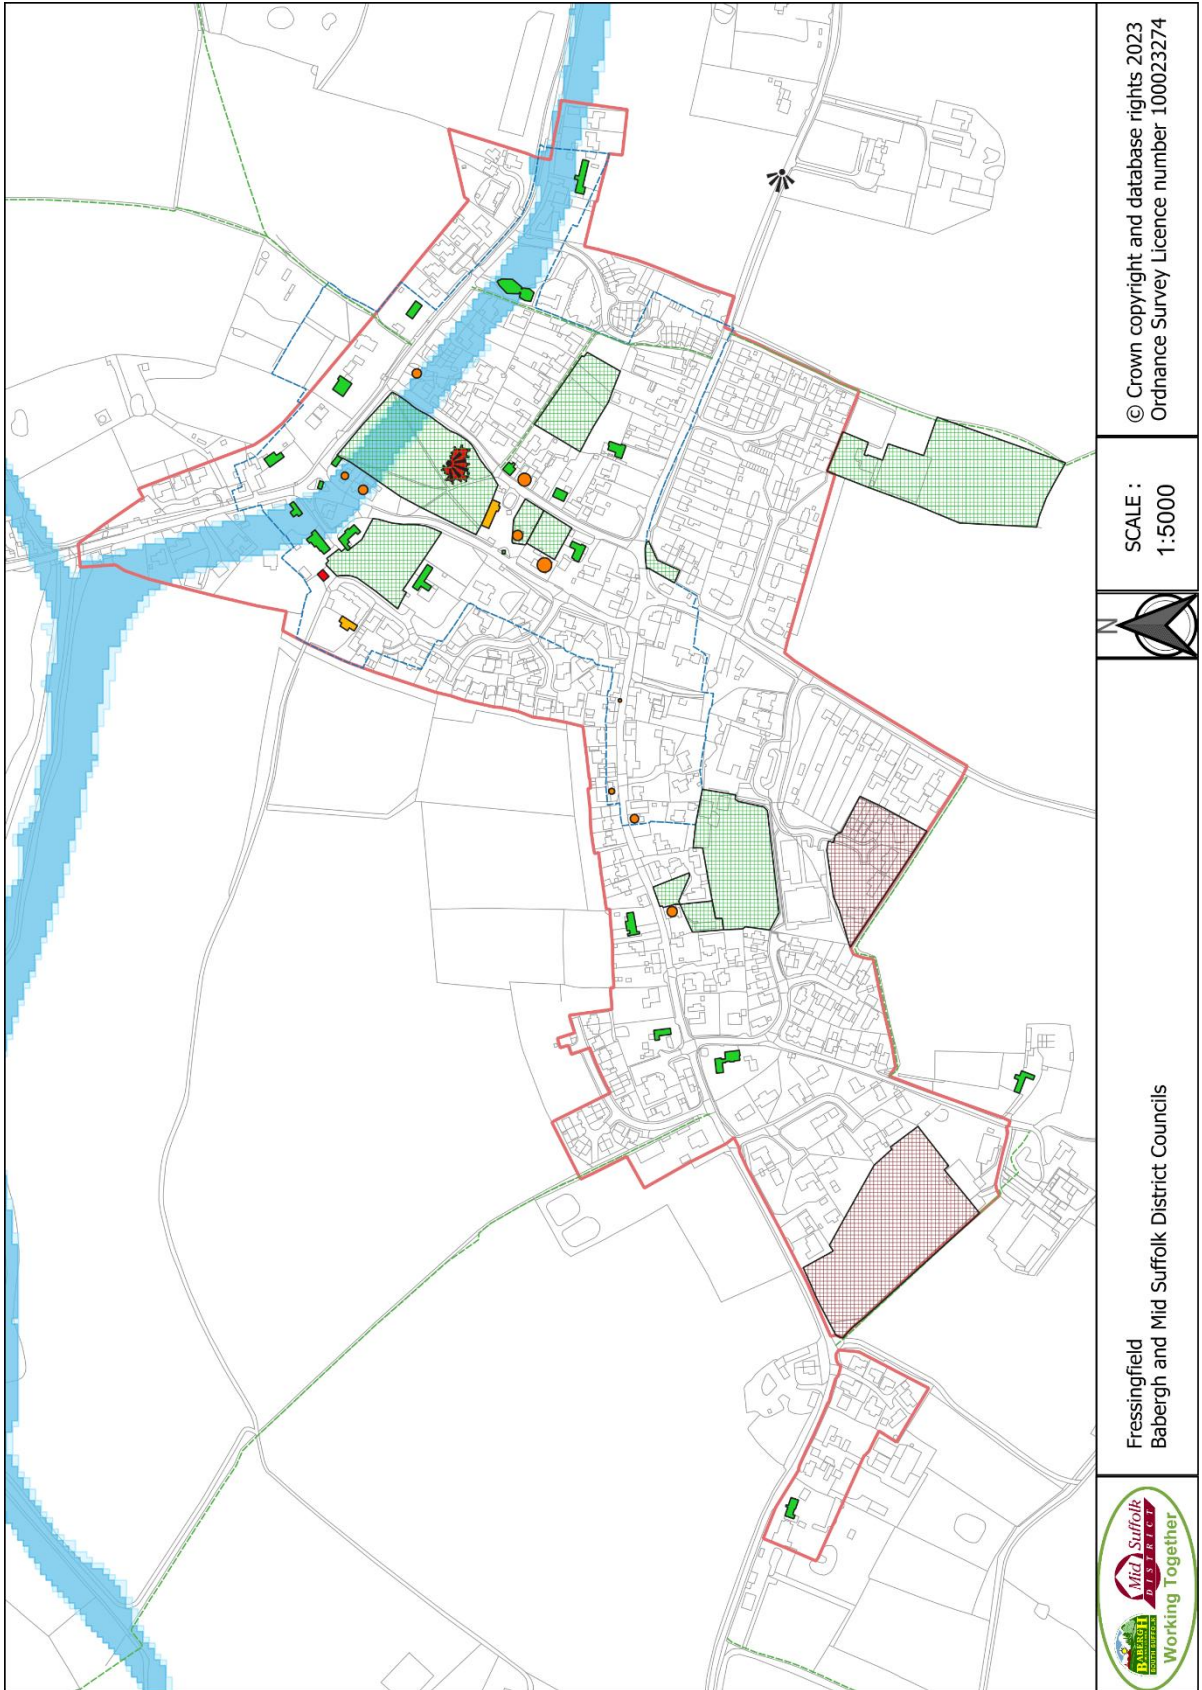 © Crown copyright and database rights 2023
Ordnance Survey Licence number 100023274
SCALE :
1:5000
N
Fressingfield
Babergh and Mid Suffolk District Councils
BABERGH
SOUTH SUFFOLK
Mid Suffolk
DISTRICT
Working Together